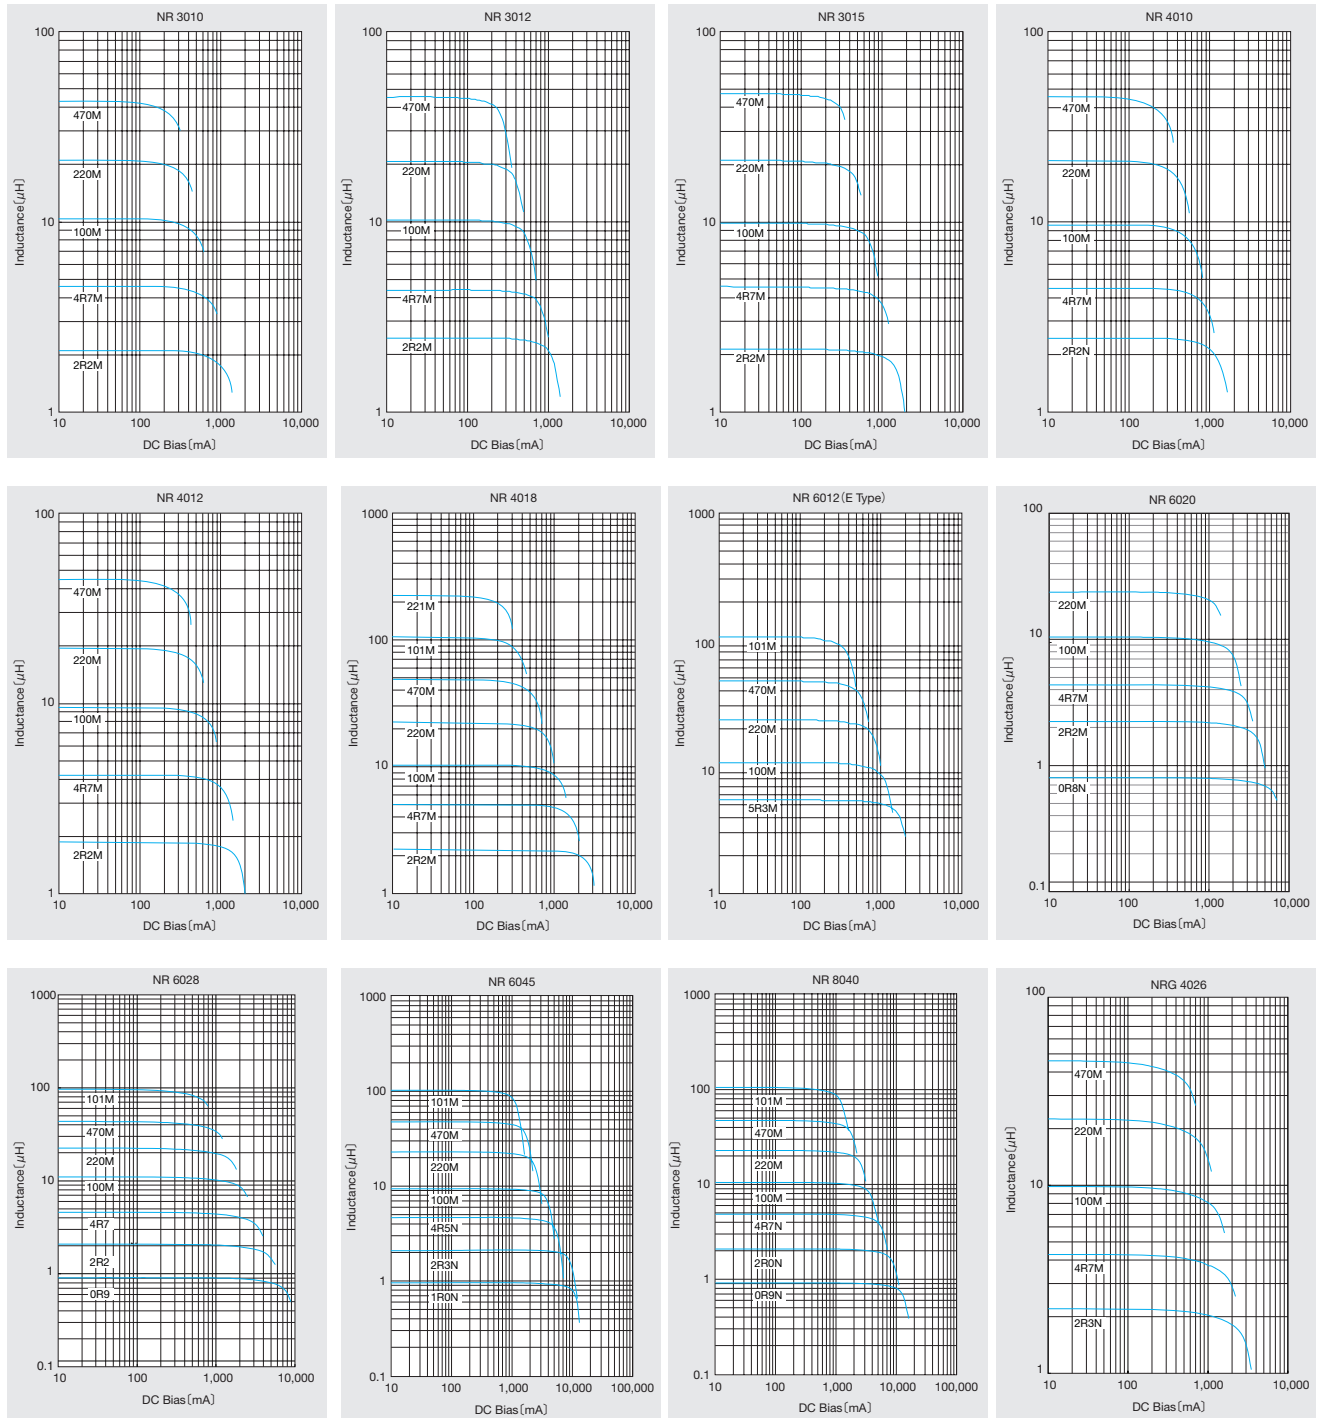 NR 3010
100
10
1
470M
220M
100M
4R7M
2R2M
Inductance〔μH〕
10
100
1,000
10,000
DC Bias〔mA〕
NR 3012
100
10
1
470M
220M
100M
4R7M
2R2M
Inductance〔μH〕
10
100
1,000
10,000
DC Bias〔mA〕
NR 3015
100
10
1
470M
220M
100M
4R7M
2R2M
Inductance〔μH〕
10
100
1,000
10,000
DC Bias〔mA〕
NR 4010
100
10
1
470M
220M
100M
4R7M
2R2N
Inductance〔μH〕
10
100
1,000
10,000
DC Bias〔mA〕
NR 4012
100
10
1
470M
220M
100M
4R7M
2R2M
Inductance〔μH〕
10
100
1,000
10,000
DC Bias〔mA〕
NR 4018
1000
100
10
1
221M
101M
470M
220M
100M
4R7M
2R2M
Inductance〔μH〕
10
100
1,000
10,000
DC Bias〔mA〕
NR 6012(E Type)
1000
100
10
1
101M
470M
220M
100M
5R3M
Inductance〔μH〕
10
100
1,000
10,000
DC Bias〔mA〕
NR 6020
100
10
1
0.1
220M
100M
4R7M
2R2M
0R8N
Inductance〔μH〕
10
100
1,000
10,000
DC Bias〔mA〕
NR 6028
1000
100
10
1
0.1
101M
470M
220M
100M
4R7
2R2
0R9
Inductance〔μH〕
10
100
1,000
10,000
DC Bias〔mA〕
NR 6045
1000
100
10
1
0.1
101M
470M
220M
100M
4R5N
2R3N
1R0N
Inductance〔μH〕
10
100
1,000
10,000
100,000
DC Bias〔mA〕
NR 8040
1000
100
10
1
0.1
101M
470M
220M
100M
4R7N
2R0N
0R9N
Inductance〔μH〕
10
100
1,000
10,000
100,000
DC Bias〔mA〕
NRG 4026
100
10
1
470M
220M
100M
4R7M
2R3N
Inductance〔μH〕
10
100
1,000
10,000
DC Bias〔mA〕